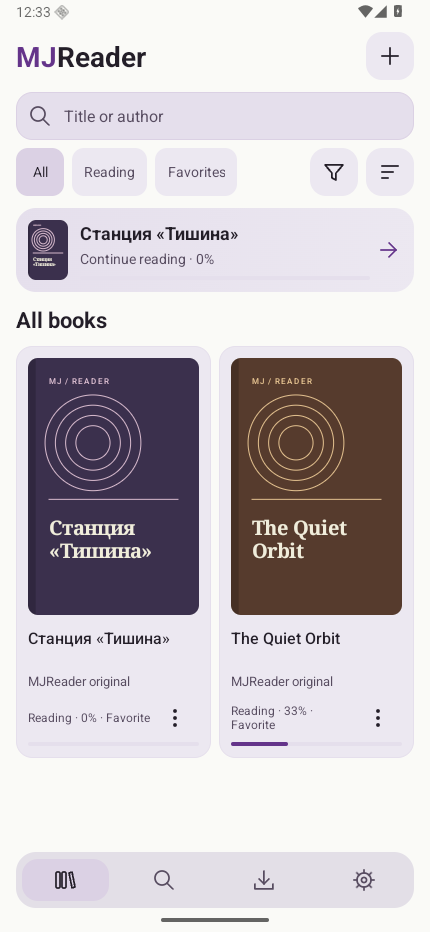 12:33
MJReader
Title or author
All
Reading
Favorites
Станция «Тишина»
Continue reading · 0%
All books
MJ / READER
Станция
«Тишина»
Станция «Тишина»
MJReader original
Reading · 0% · Favorite
MJ / READER
The Quiet
Orbit
The Quiet Orbit
MJReader original
Reading · 33% ·
Favorite